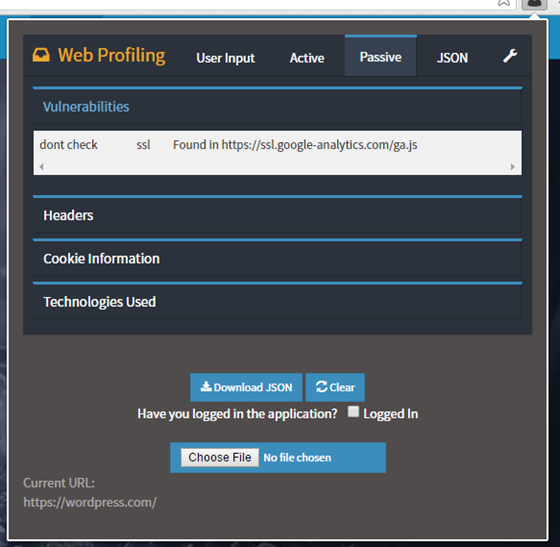 Web Profiling User Input Active Passive JSON
Vulnerabilities
dont check ssl Found in https://ssl.google-analytics.com/ga.js
Headers
Cookie Information
Technologies Used
Download JSON Clear
Have you logged in the application? Logged In
Choose File No file chosen
Current URL:
https://wordpress.com/